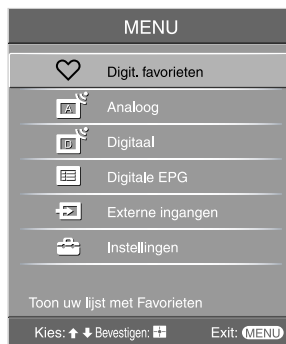 MENU
Digit. favorieten
A Analoog
D Digitaal
Digitale EPG
Externe ingangen
Instellingen
Toon uw lijst met Favorieten
Kies: Bevestigen: Exit: MENU